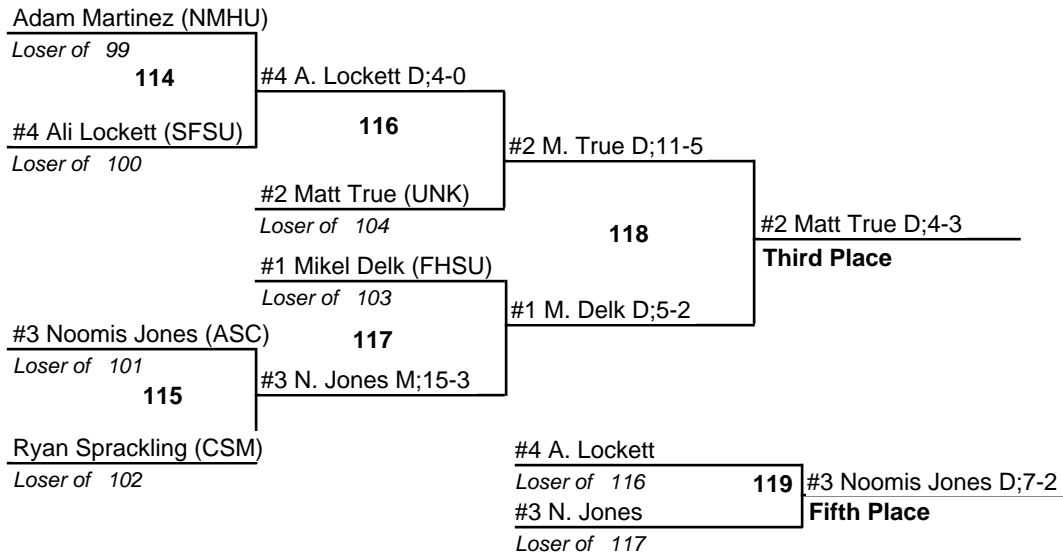 Adam Martinez (NMHU)
Loser of 99
114
#4 A. Lockett D;4-0
#4 Ali Lockett (SFSU)
Loser of 100
116
#2 M. True D;11-5
#2 Matt True (UNK)
Loser of 104
118
#2 Matt True D;4-3
Third Place
#1 Mikel Delk (FHSU)
Loser of 103
#1 M. Delk D;5-2
#3 Noomis Jones (ASC)
Loser of 101
117
115
#3 N. Jones M;15-3
Ryan Sprackling (CSM)
Loser of 102
#4 A. Lockett
Loser of 116
119
#3 Noomis Jones D;7-2
#3 N. Jones
Fifth Place
Loser of 117